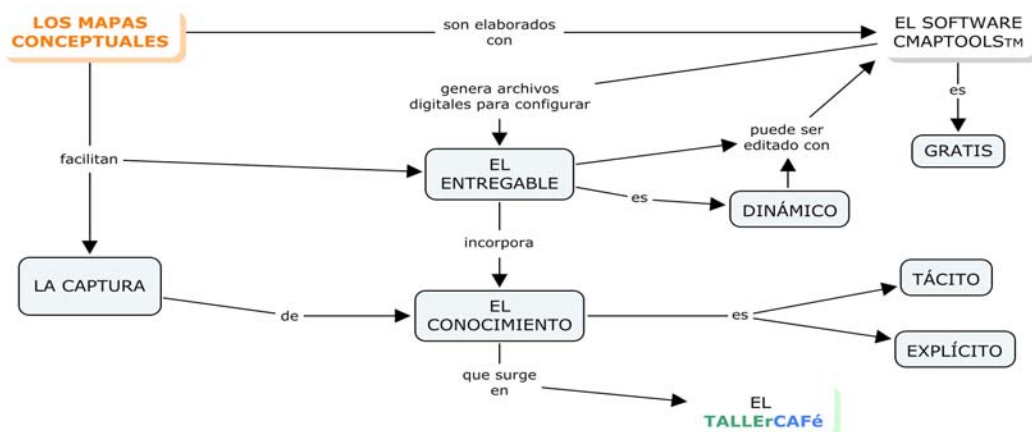 LOS MAPAS
CONCEPTUALES
son elaborados
con
EL SOFTWARE
CMAPTOOLS™
genera archivos
digitales para configurar
es
puede ser
editado con
GRATIS
facilitan
EL
ENTREGABLE
es
DINÁMICO
incorpora
LA CAPTURA
de
EL
CONOCIMIENTO
es
TÁCITO
EXPLÍCITO
que surge
en
EL
TALLErCAFé